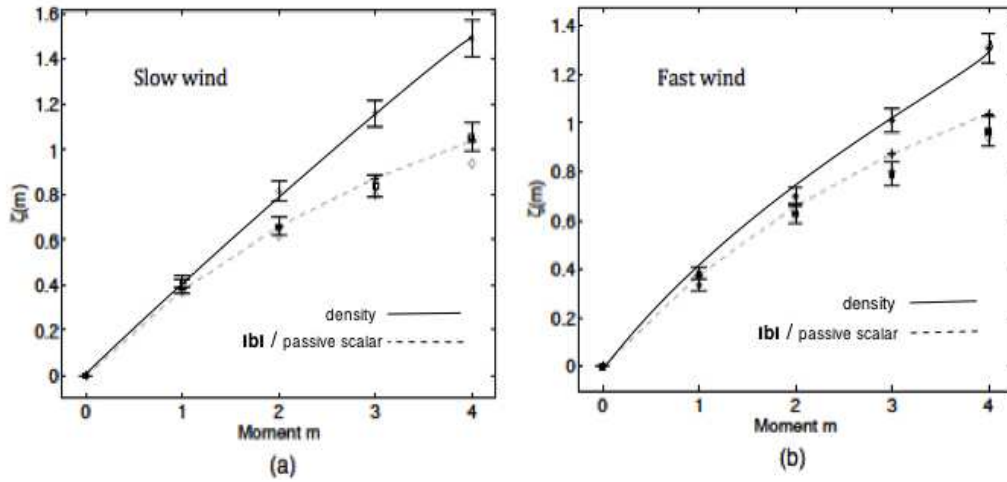 1.6
1.4
1.2
1
0.8
0.6
0.4
0.2
0
ζ(m)
Slow wind
density
|b| / passive scalar
0 1 2 3 4
Moment m
(a)
1.4
1.2
1
0.8
0.6
0.4
0.2
0
ζ(m)
Fast wind
density
|b| / passive scalar
0 1 2 3 4
Moment m
(b)